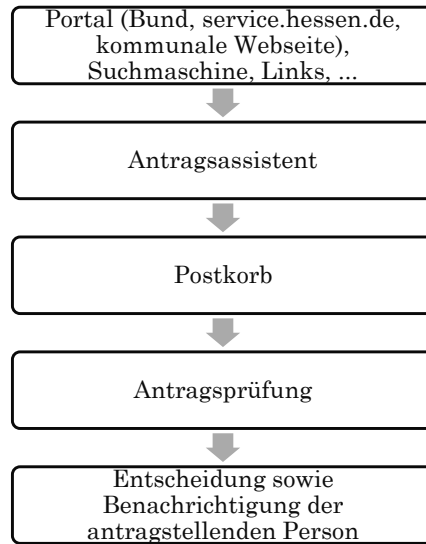 Portal (Bund, service.hessen.de,
kommunale Webseite),
Suchmaschine, Links, ...
Antragsassistent
Postkorb
Antragsprüfung
Entscheidung sowie
Benachrichtigung der
antragstellenden Person